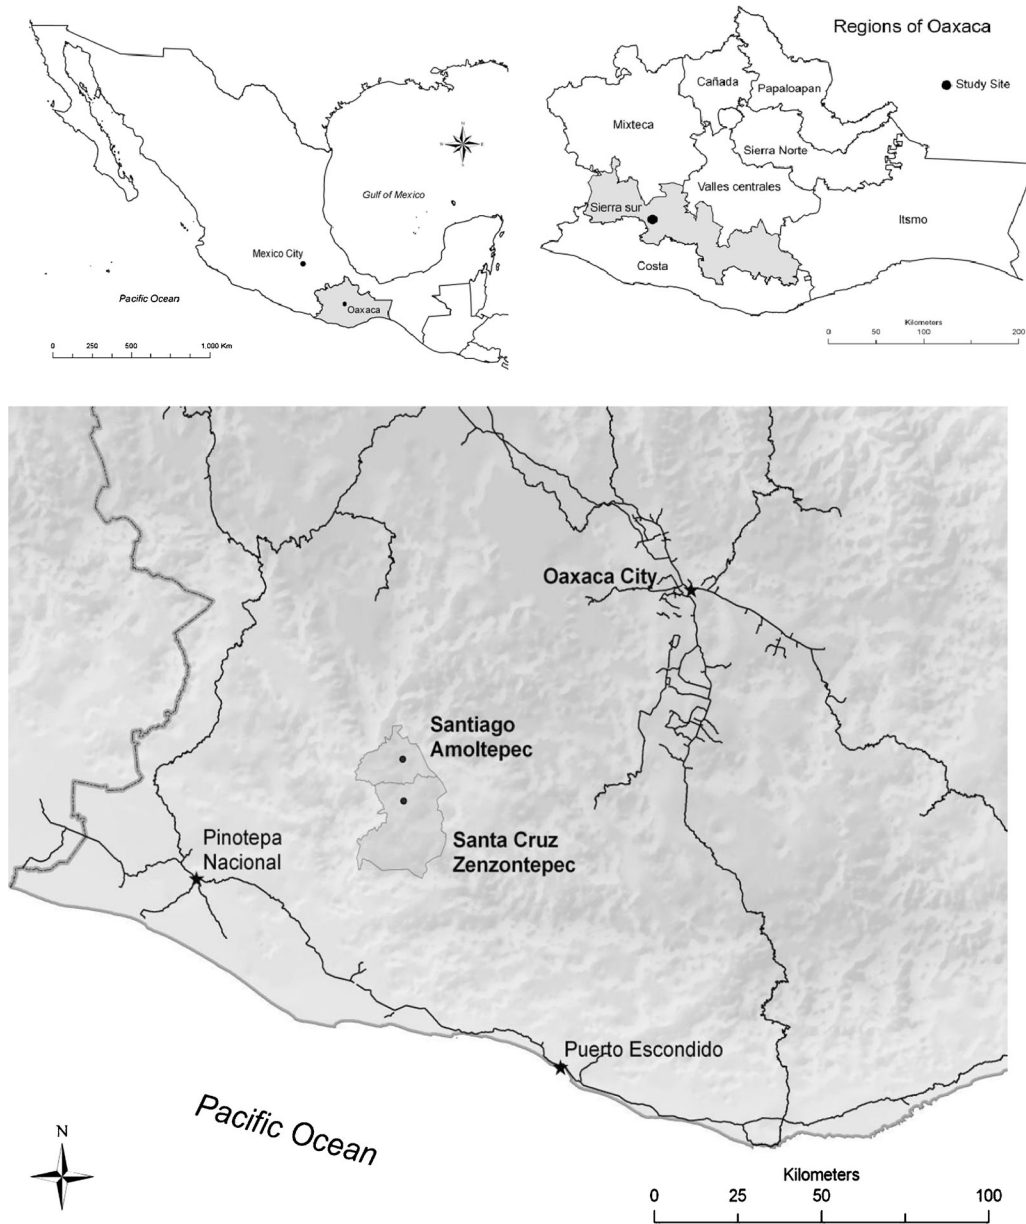 N
W
E
S
Gulf of Mexico
Mexico City
Oaxaca
Pacific Ocean
0 250 500 1,000 Km
Regions of Oaxaca
Study Site
Cañada
Papaloapan
Mixteca
Sierra Norte
Valles centrales
Sierra sur
Itsmo
Costa
Kilometers
0 50 100 200
Oaxaca City
Santiago
Amoltepec
Pinotepa
Nacional
Santa Cruz
Zenzontepec
Puerto Escondido
Pacific Ocean
N
Kilometers
0 25 50 100